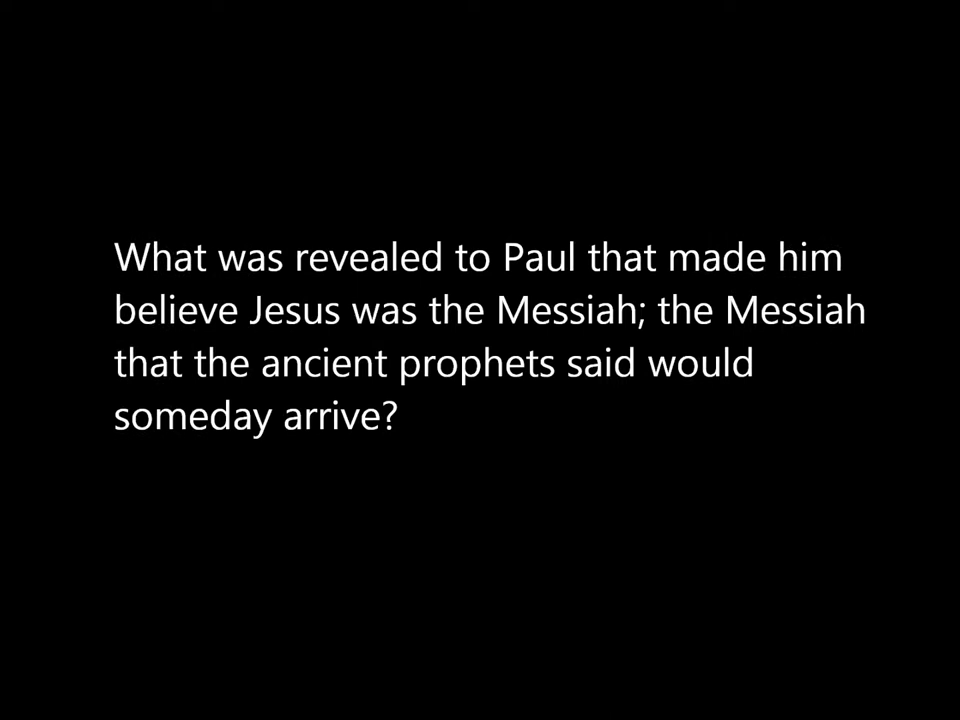 What was revealed to Paul that made him
believe Jesus was the Messiah; the Messiah
that the ancient prophets said would
someday arrive?